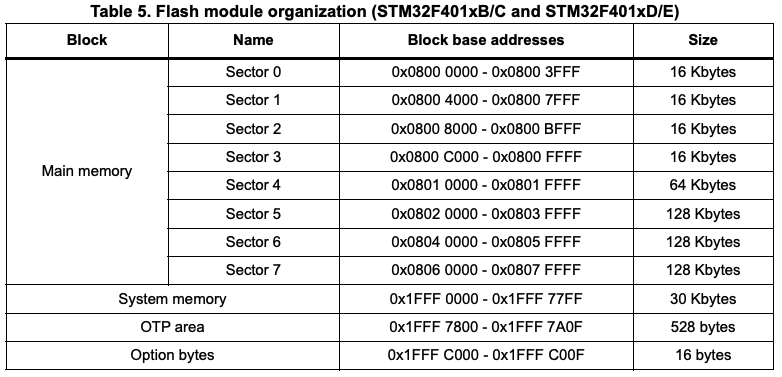 Table 5. Flash module organization (STM32F401xB/C and STM32F401xD/E)
Block Name Block base addresses Size
Main memory
Sector 0 0x0800 0000 - 0x0800 3FFF 16 Kbytes
Sector 1 0x0800 4000 - 0x0800 7FFF 16 Kbytes
Sector 2 0x0800 8000 - 0x0800 BFFF 16 Kbytes
Sector 3 0x0800 C000 - 0x0800 FFFF 16 Kbytes
Sector 4 0x0801 0000 - 0x0801 FFFF 64 Kbytes
Sector 5 0x0802 0000 - 0x0803 FFFF 128 Kbytes
Sector 6 0x0804 0000 - 0x0805 FFFF 128 Kbytes
Sector 7 0x0806 0000 - 0x0807 FFFF 128 Kbytes
System memory 0x1FFF 0000 - 0x1FFF 77FF 30 Kbytes
OTP area 0x1FFF 7800 - 0x1FFF 7A0F 528 bytes
Option bytes 0x1FFF C000 - 0x1FFF C00F 16 bytes